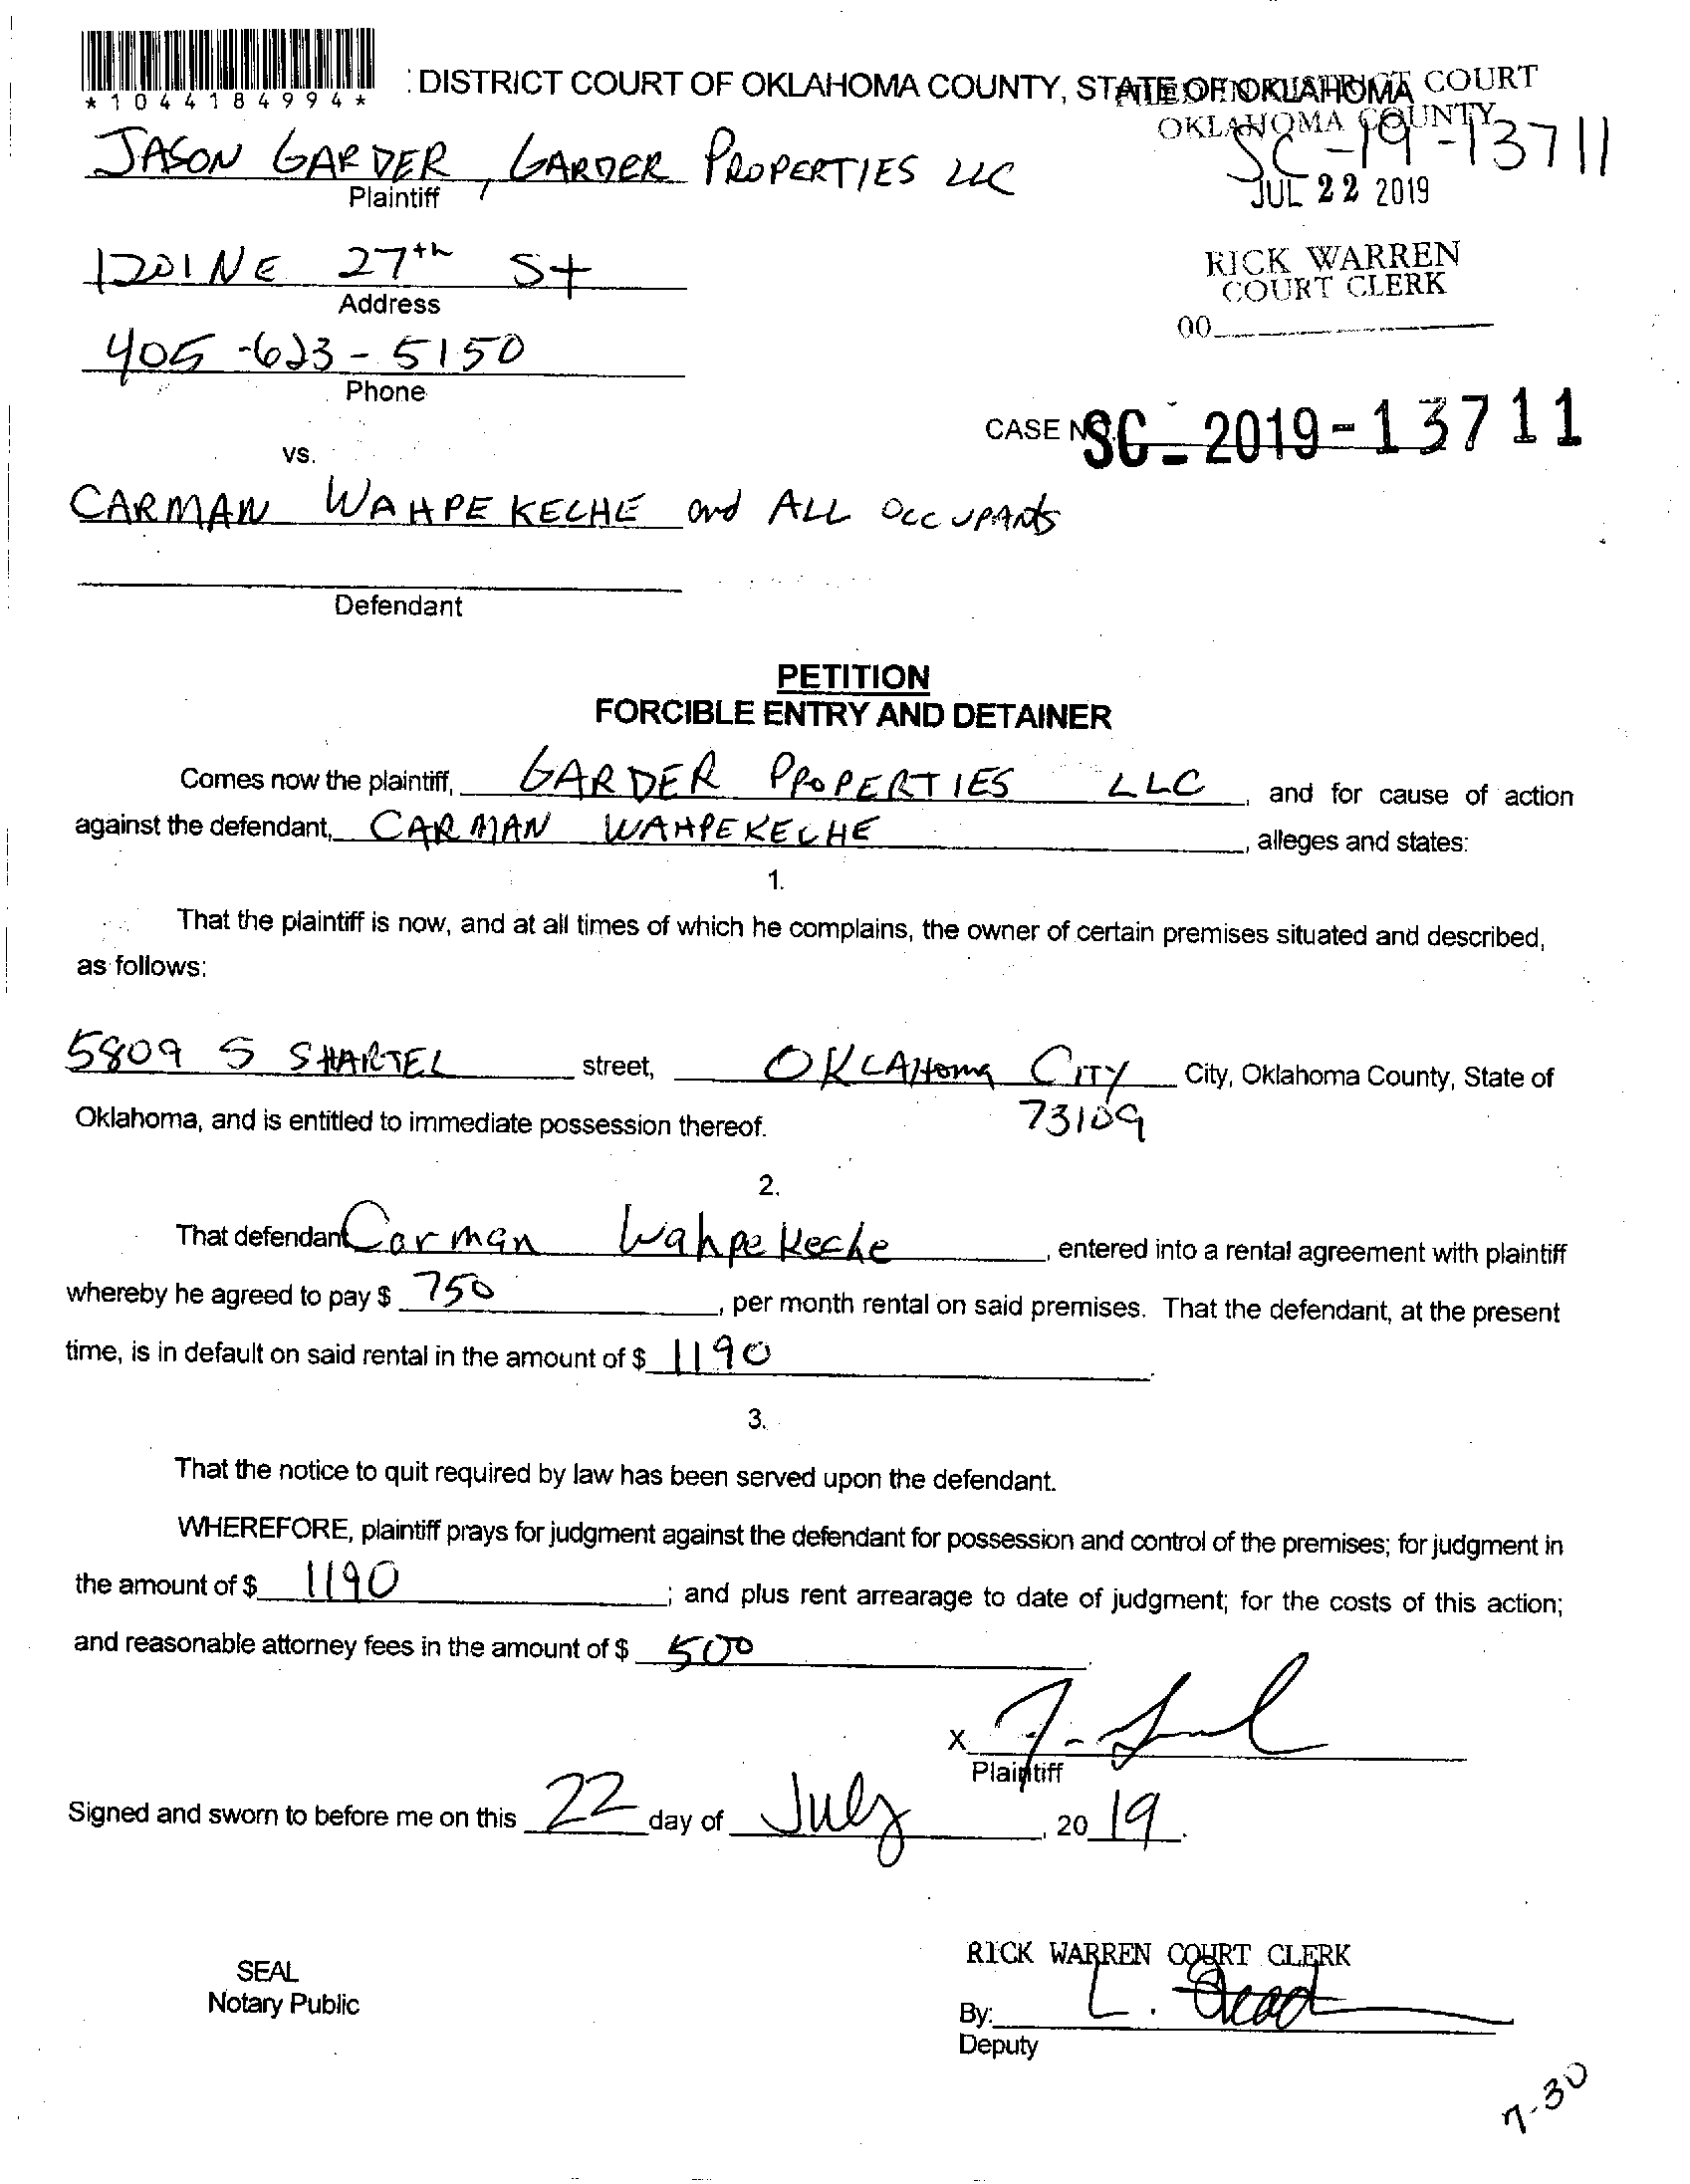 *1044184994*
DISTRICT COURT OF OKLAHOMA COUNTY, STATE OF OKLAHOMA COURT
OKLAHOMA COUNTY
SC-19-13711
JASON GARDER, GARDER PROPERTIES LLC
Plaintiff
JUL 22 2019
1201 NE 27th St
Address
RICK WARREN
COURT CLERK
00
405-623-5150
Phone
CASE NO. SC-2019-13711
vs.
CARMAN WAHPEKECHE and ALL OCCUPANTS
Defendant
PETITION
FORCIBLE ENTRY AND DETAINER
Comes now the plaintiff, GARDER PROPERTIES LLC, and for cause of action
against the defendant, CARMAN WAHPEKECHE, alleges and states:
1.
That the plaintiff is now, and at all times of which he complains, the owner of certain premises situated and described,
as follows:
5809 S SHARTEL street, OKLAHOMA CITY City, Oklahoma County, State of
Oklahoma, and is entitled to immediate possession thereof. 73109
2.
That defendant Carman Wahpekeche, entered into a rental agreement with plaintiff
whereby he agreed to pay $ 750, per month rental on said premises. That the defendant, at the present
time, is in default on said rental in the amount of $ 1190.
3.
That the notice to quit required by law has been served upon the defendant.
WHEREFORE, plaintiff prays for judgment against the defendant for possession and control of the premises; for judgment in
the amount of $ 1190; and plus rent arrearage to date of judgment; for the costs of this action;
and reasonable attorney fees in the amount of $ 500.
X
Plaintiff
Signed and sworn to before me on this 22 day of July, 2019.
RICK WARREN COURT CLERK
SEAL
Notary Public
By: L.
Deputy
7-30